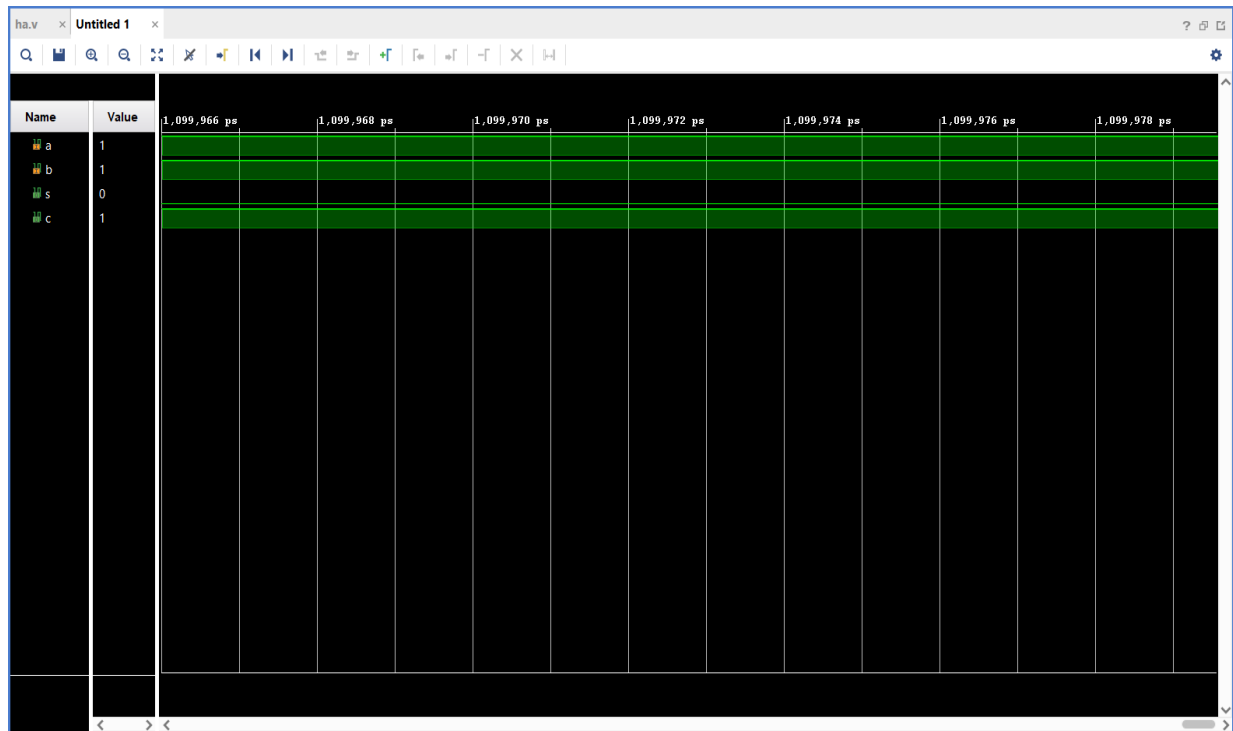 ha.v × Untitled 1 ×
?
Name Value
1,099,966 ps 1,099,968 ps 1,099,970 ps 1,099,972 ps 1,099,974 ps 1,099,976 ps 1,099,978 ps
a 1
b 1
s 0
c 1